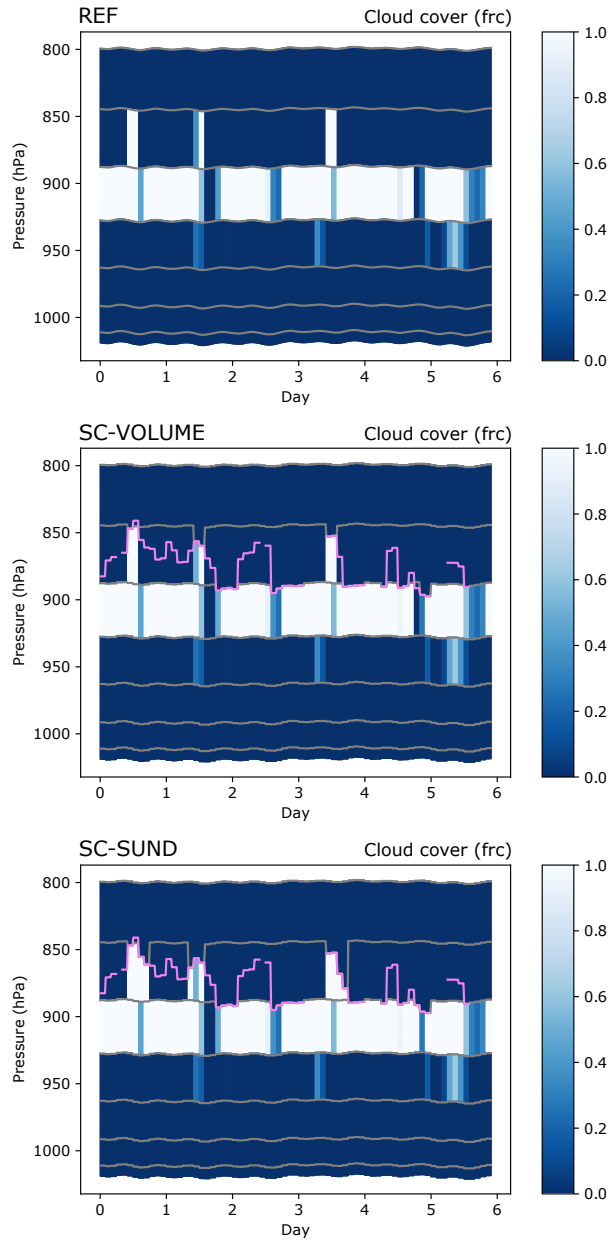 REF Cloud cover (frc)
800
850
900
950
1000
Pressure (hPa)
0 1 2 3 4 5 6
Day
1.0
0.8
0.6
0.4
0.2
0.0
SC-VOLUME Cloud cover (frc)
800
850
900
950
1000
Pressure (hPa)
0 1 2 3 4 5 6
Day
1.0
0.8
0.6
0.4
0.2
0.0
SC-SUND Cloud cover (frc)
800
850
900
950
1000
Pressure (hPa)
0 1 2 3 4 5 6
Day
1.0
0.8
0.6
0.4
0.2
0.0